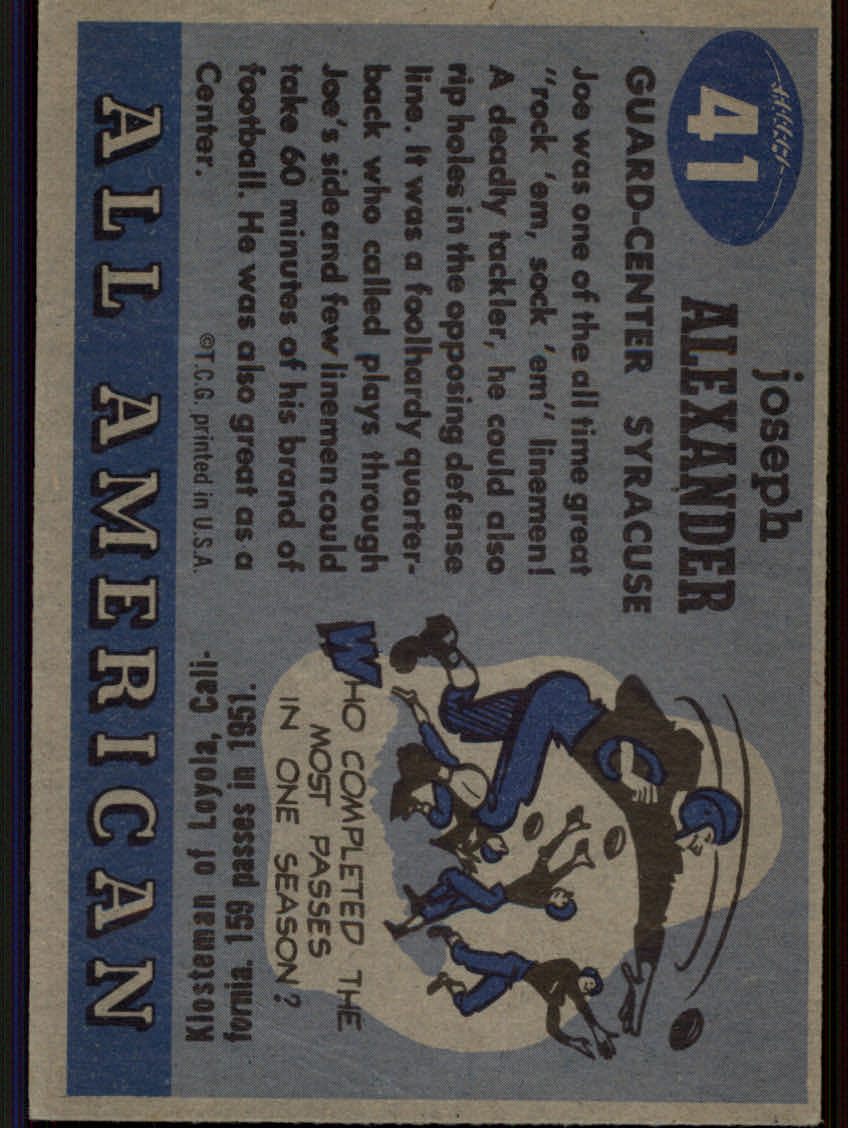 41
joseph
ALEXANDER
GUARD-CENTER SYRACUSE
Joe was one of the all time great
"rock 'em, sock 'em" linemen!
A deadly tackler, he could also
rip holes in the opposing defense
line. It was a foolhardy quarter-
back who called plays through
Joe's side and few linemen could
take 60 minutes of his brand of
football. He was also great as a
Center.
©T.C.G. printed in U.S.A.
WHO COMPLETED THE
MOST PASSES
IN ONE SEASON?
Klosteman of Loyola, Cali-
fornia. 159 passes in 1951.
ALL AMERICAN